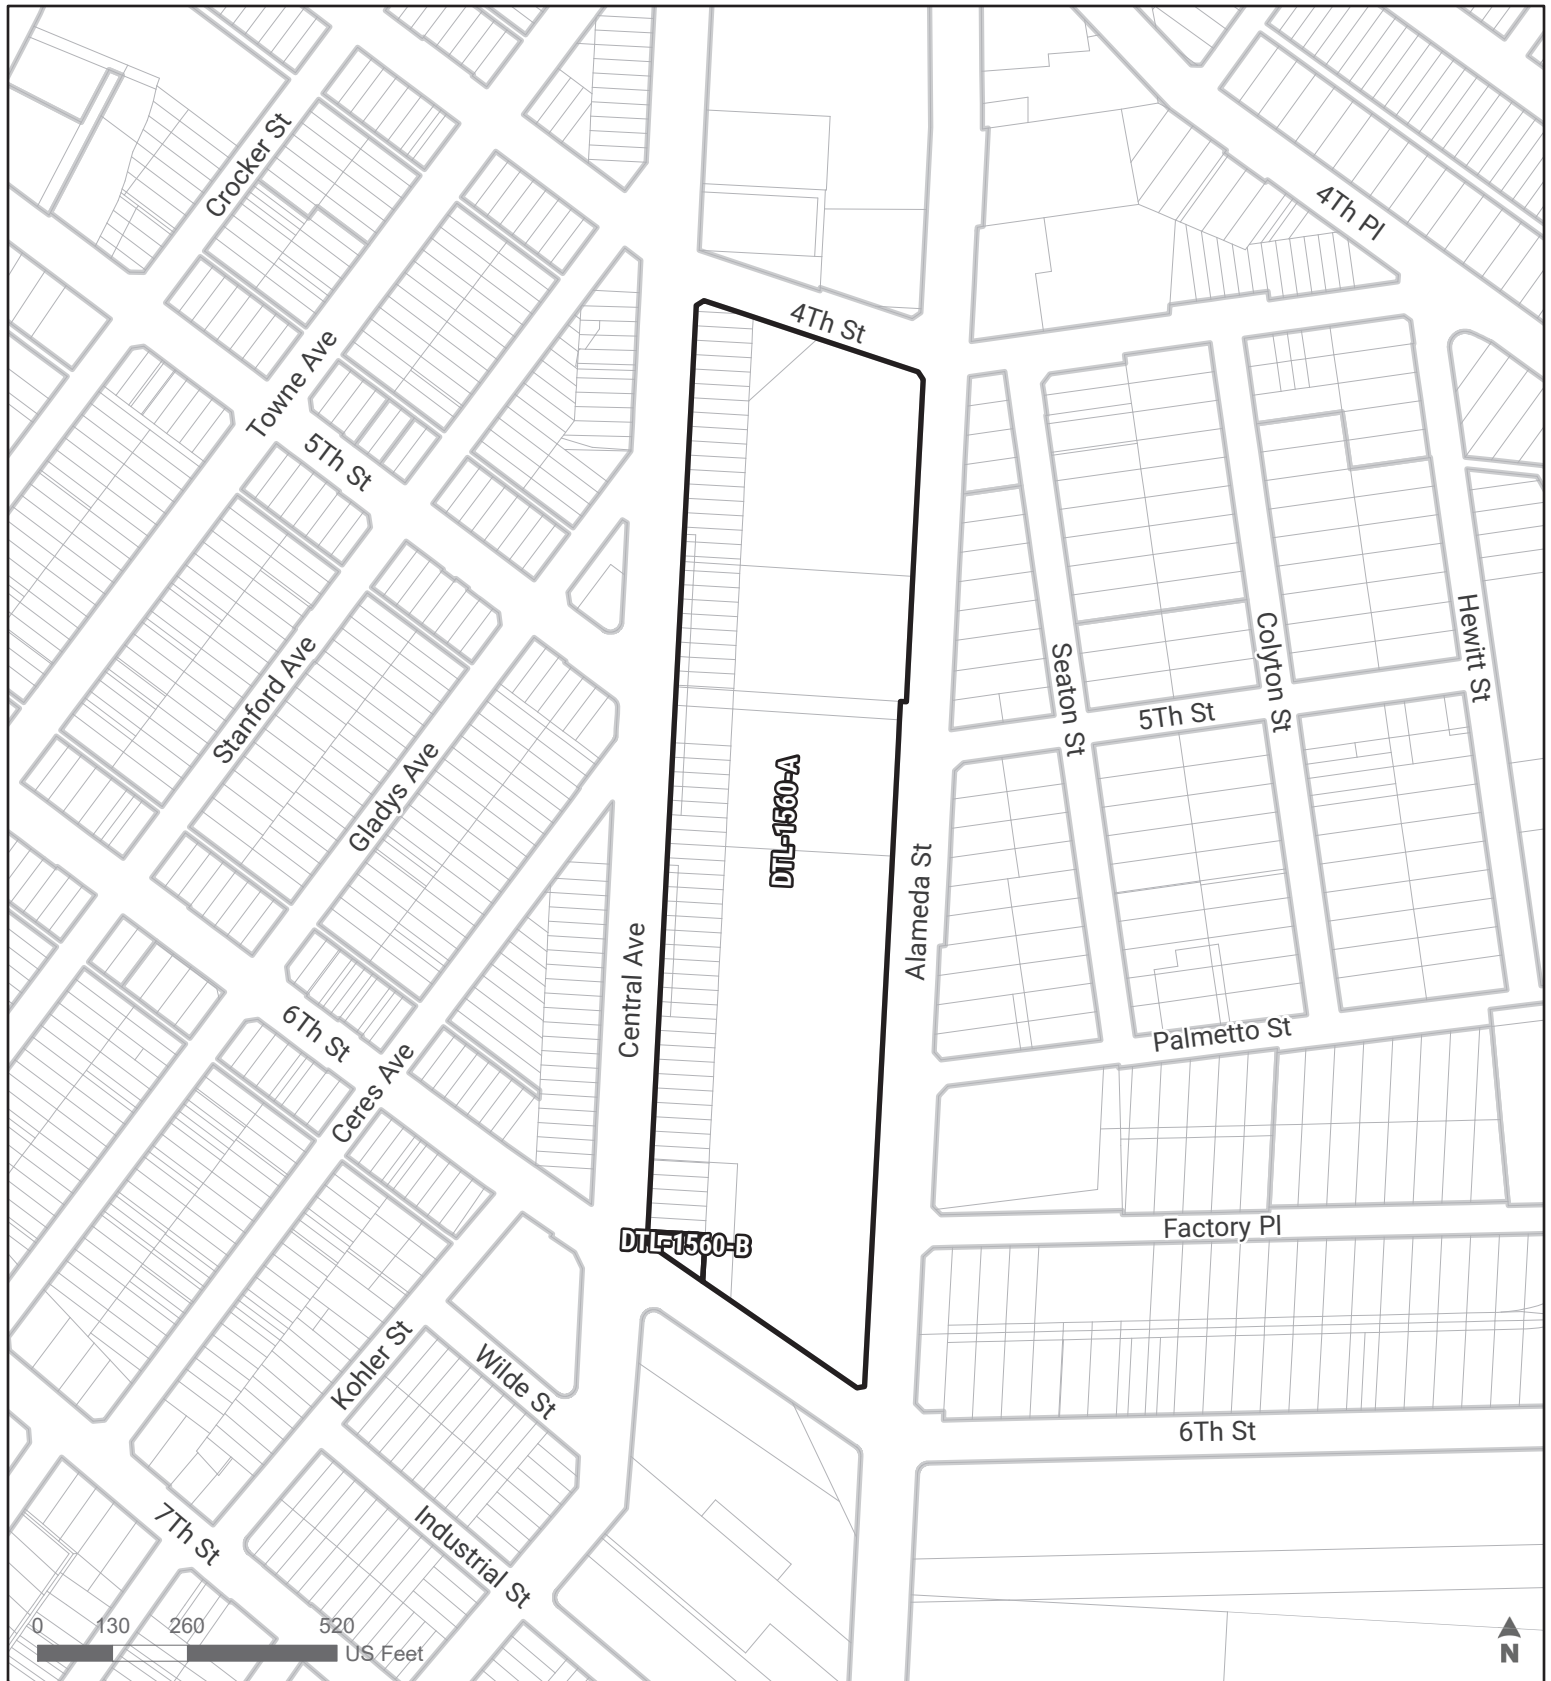 Crocker St
4Th Pl
4Th St
Towne Ave
5Th St
Hewitt St
Colyton St
Seaton St
Stanford Ave
5Th St
Gladys Ave
DTL-1560-A
Alameda St
Central Ave
6Th St
Palmetto St
Ceres Ave
Factory Pl
DTL-1560-B
Kohler St
Wilde St
6Th St
7Th St
Industrial St
0 130 260 520
US Feet
N